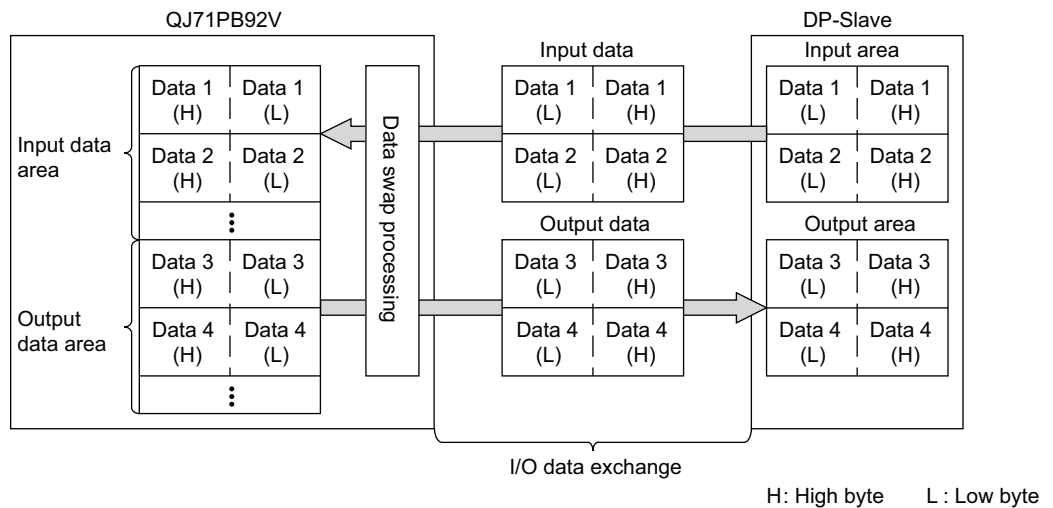 QJ71PB92V
DP-Slave
Input data
Input area
Data 1 (H) Data 1 (L)
Data 2 (H) Data 2 (L)
Input data area
Data swap processing
Data 1 (L) Data 1 (H)
Data 2 (L) Data 2 (H)
Data 1 (L) Data 1 (H)
Data 2 (L) Data 2 (H)
Output data
Output area
Data 3 (H) Data 3 (L)
Data 4 (H) Data 4 (L)
Output data area
Data 3 (L) Data 3 (H)
Data 4 (L) Data 4 (H)
Data 3 (L) Data 3 (H)
Data 4 (L) Data 4 (H)
I/O data exchange
H: High byte L : Low byte